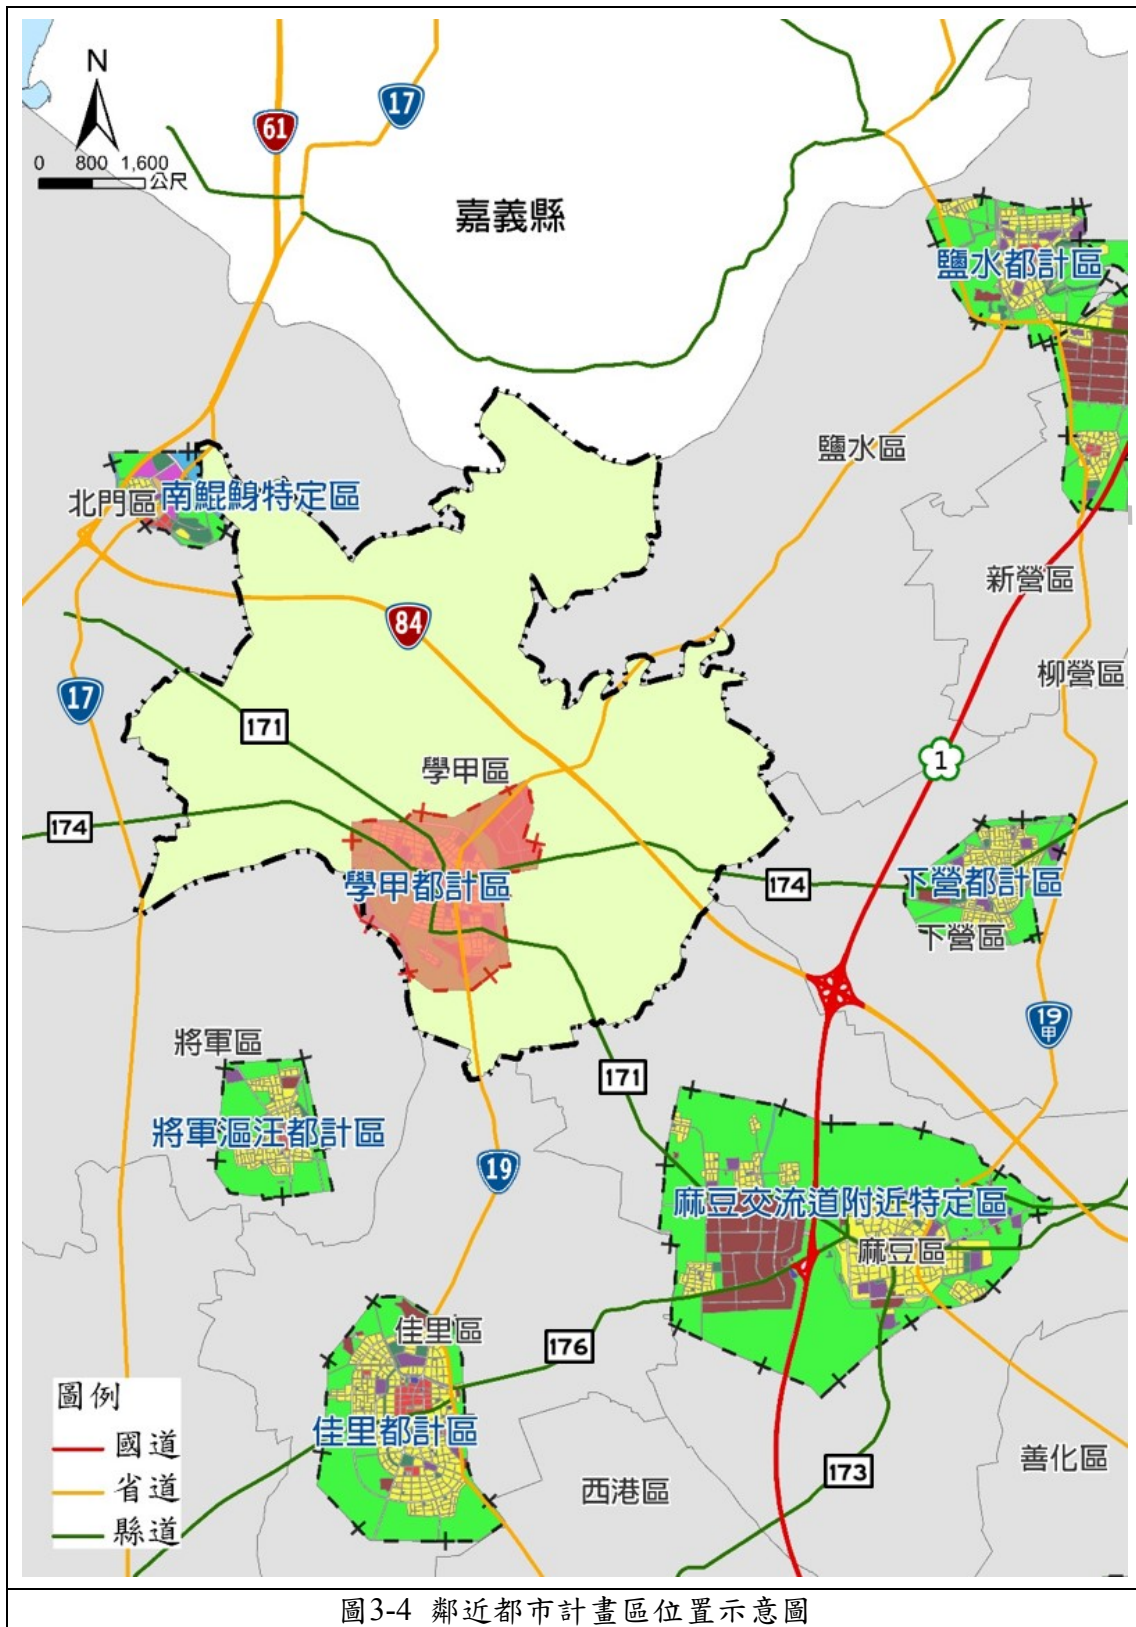 N
61
17
0 800 1,600
公尺
嘉義縣
鹽水都計區
鹽水區
北門區
南鯤鯓特定區
新營區
84
柳營區
17
171
1
學甲區
174
174
學甲都計區
下營都計區
下營區
19甲
將軍區
171
將軍漚汪都計區
19
麻豆交流道附近特定區
麻豆區
佳里區
176
圖例
國道
省道
縣道
佳里都計區
173
善化區
西港區
圖3-4 鄰近都市計畫區位置示意圖